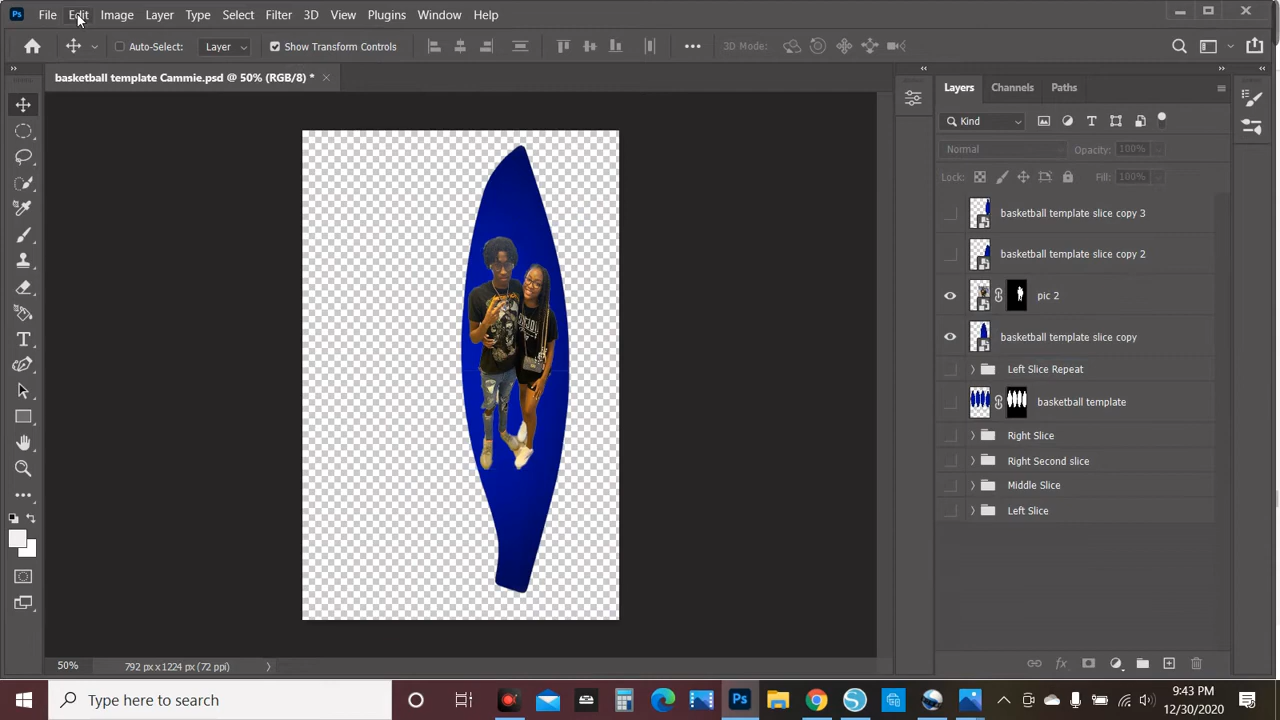 Ps File Edit Image Layer Type Select Filter 3D View Plugins Window Help
Auto-Select: Layer Show Transform Controls 3D Mode:
basketball template Cammie.psd @ 50% (RGB/8) *
Layers Channels Paths
Kind
Normal Opacity: 100%
Lock: Fill: 100%
basketball template slice copy 3
basketball template slice copy 2
pic 2
basketball template slice copy
Left Slice Repeat
basketball template
Right Slice
Right Second slice
Middle Slice
Left Slice
50% 792 px x 1224 px (72 ppi)
Type here to search
Ps
9:43 PM
12/30/2020